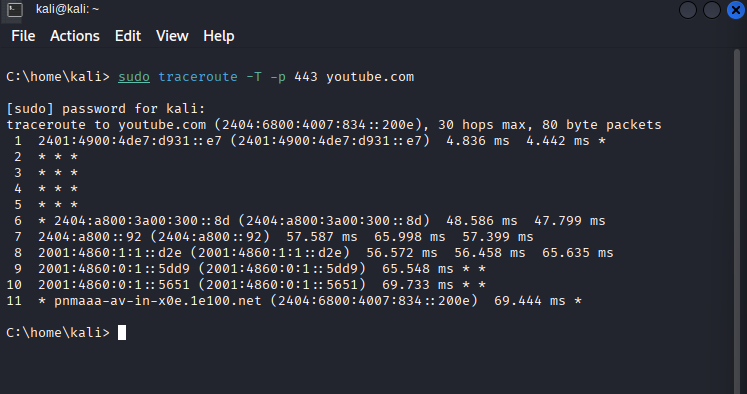 kali@kali: ~
File Actions Edit View Help
C:\home\kali> sudo traceroute -T -p 443 youtube.com
[sudo] password for kali:
traceroute to youtube.com (2404:6800:4007:834::200e), 30 hops max, 80 byte packets
1 2401:4900:4de7:d931::e7 (2401:4900:4de7:d931::e7) 4.836 ms 4.442 ms *
2 * * *
3 * * *
4 * * *
5 * * *
6 * 2404:a800:3a00:300::8d (2404:a800:3a00:300::8d) 48.586 ms 47.799 ms
7 2404:a800::92 (2404:a800::92) 57.587 ms 65.998 ms 57.399 ms
8 2001:4860:1:1::d2e (2001:4860:1:1::d2e) 56.572 ms 56.458 ms 65.635 ms
9 2001:4860:0:1::5dd9 (2001:4860:0:1::5dd9) 65.548 ms * *
10 2001:4860:0:1::5651 (2001:4860:0:1::5651) 69.733 ms * *
11 * pnmaaa-av-in-x0e.1e100.net (2404:6800:4007:834::200e) 69.444 ms *
C:\home\kali>